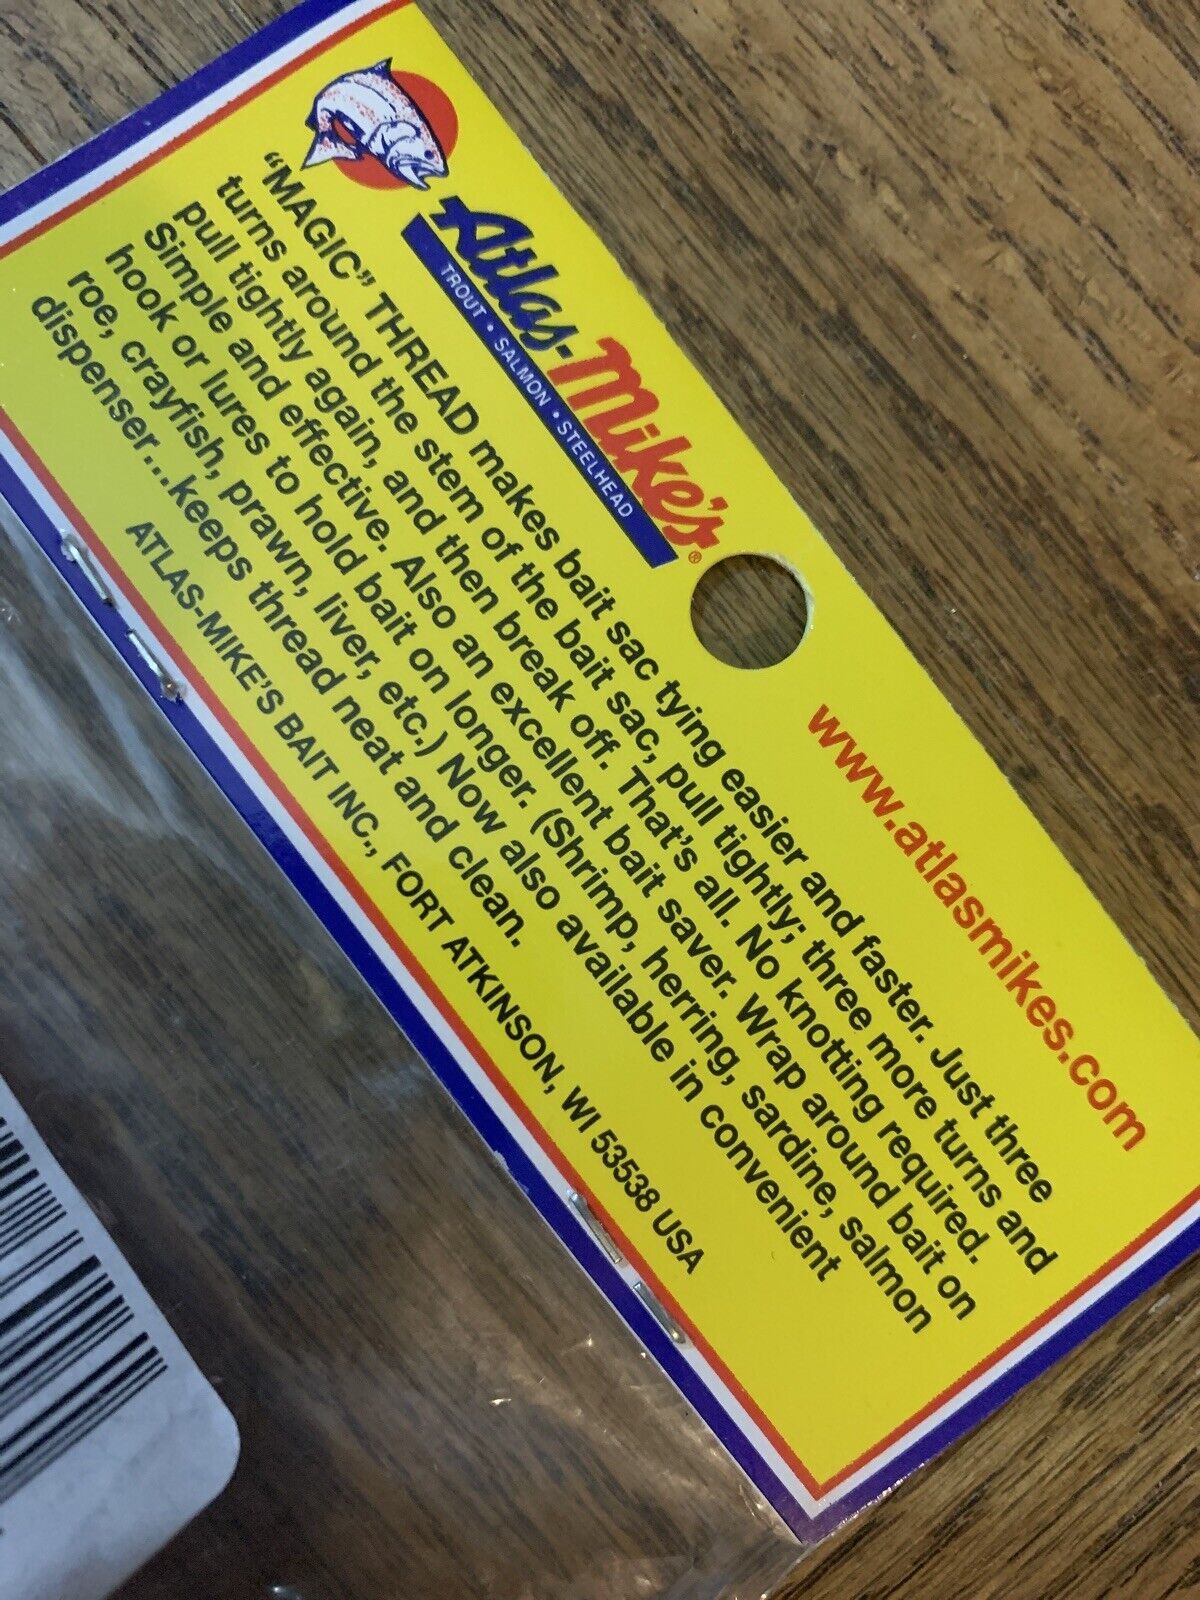 Atlas-Mike's®
TROUT • SALMON • STEELHEAD
www.atlasmikes.com
"MAGIC" THREAD makes bait sac tying easier and faster. Just three
turns around the stem of the bait sac, pull tightly; three more turns and
pull tightly again, and then break off. That's all. No knotting required.
Simple and effective. Also an excellent bait saver. Wrap around bait on
hook or lures to hold bait on longer. (Shrimp, herring, sardine, salmon
roe, crayfish, prawn, liver, etc.) Now also available in convenient
dispenser...keeps thread neat and clean.
ATLAS-MIKE'S BAIT INC., FORT ATKINSON, WI 53538 USA